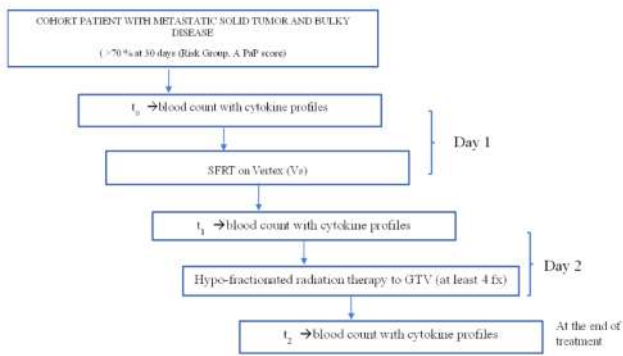 COHORT PATIENT WITH METASTATIC SOLID TUMOR AND BULKY
DISEASE
( >70 % at 30 days (Risk Group, A PaP score)
t₀ →blood count with cytokine profiles
Day 1
SFRT on Vertex (Vs)
t₁ →blood count with cytokine profiles
Hypo-fractionated radiation therapy to GTV (at least 4 fx)
Day 2
t₂ →blood count with cytokine profiles
At the end of
treatment